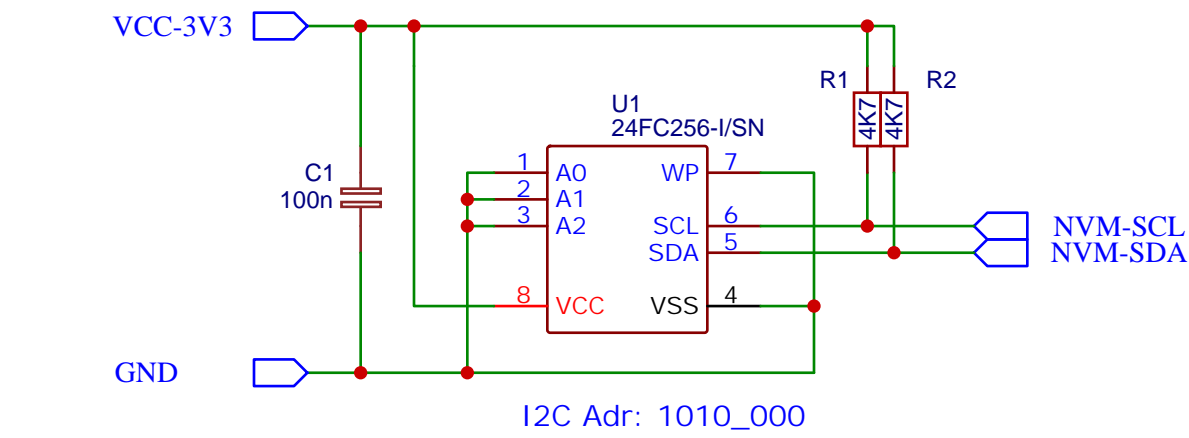 VCC-3V3
R1
R2
4K7
4K7
U1
24FC256-I/SN
C1
100n
1
A0
WP
7
2
A1
3
A2
SCL
6
SDA
5
8
VCC
VSS
4
NVM-SCL
NVM-SDA
GND
I2C Adr: 1010_000